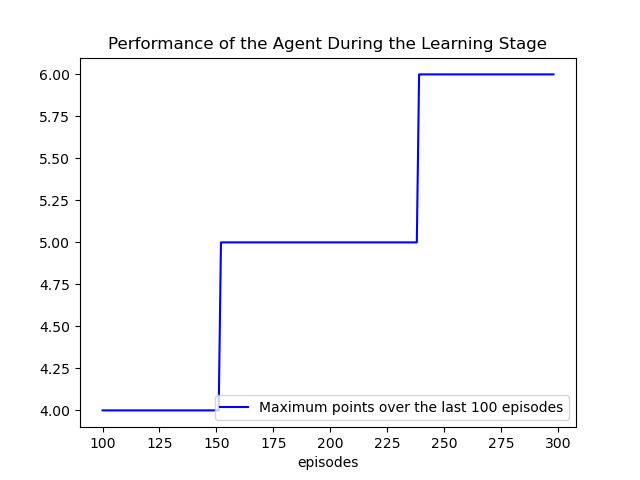 Performance of the Agent During the Learning Stage
6.00
5.75
5.50
5.25
5.00
4.75
4.50
4.25
4.00
Maximum points over the last 100 episodes
100 125 150 175 200 225 250 275 300
episodes